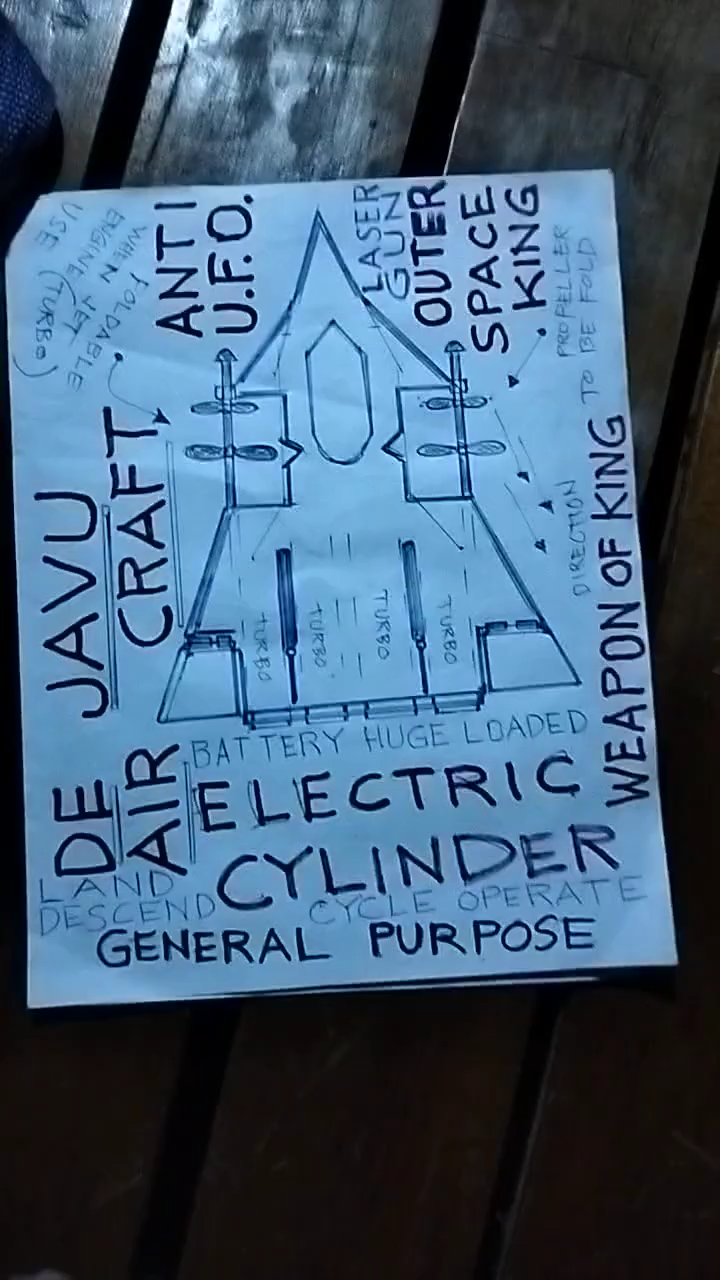 DE JAVU
AIR CRAFT
FOLDABLE
WHEN JET
ENGINE (TURBO)
USE
ANTI
U.F.O.
LASER
GUN
OUTER
SPACE
KING
PROPELLER
TO BE FOLD
DIRECTION
WEAPON OF KING
TURBO
TURBO
TURBO
TURBO
BATTERY HUGE LOADED
ELECTRIC
CYLINDER
LAND
DESCEND
CYCLE OPERATE
GENERAL PURPOSE